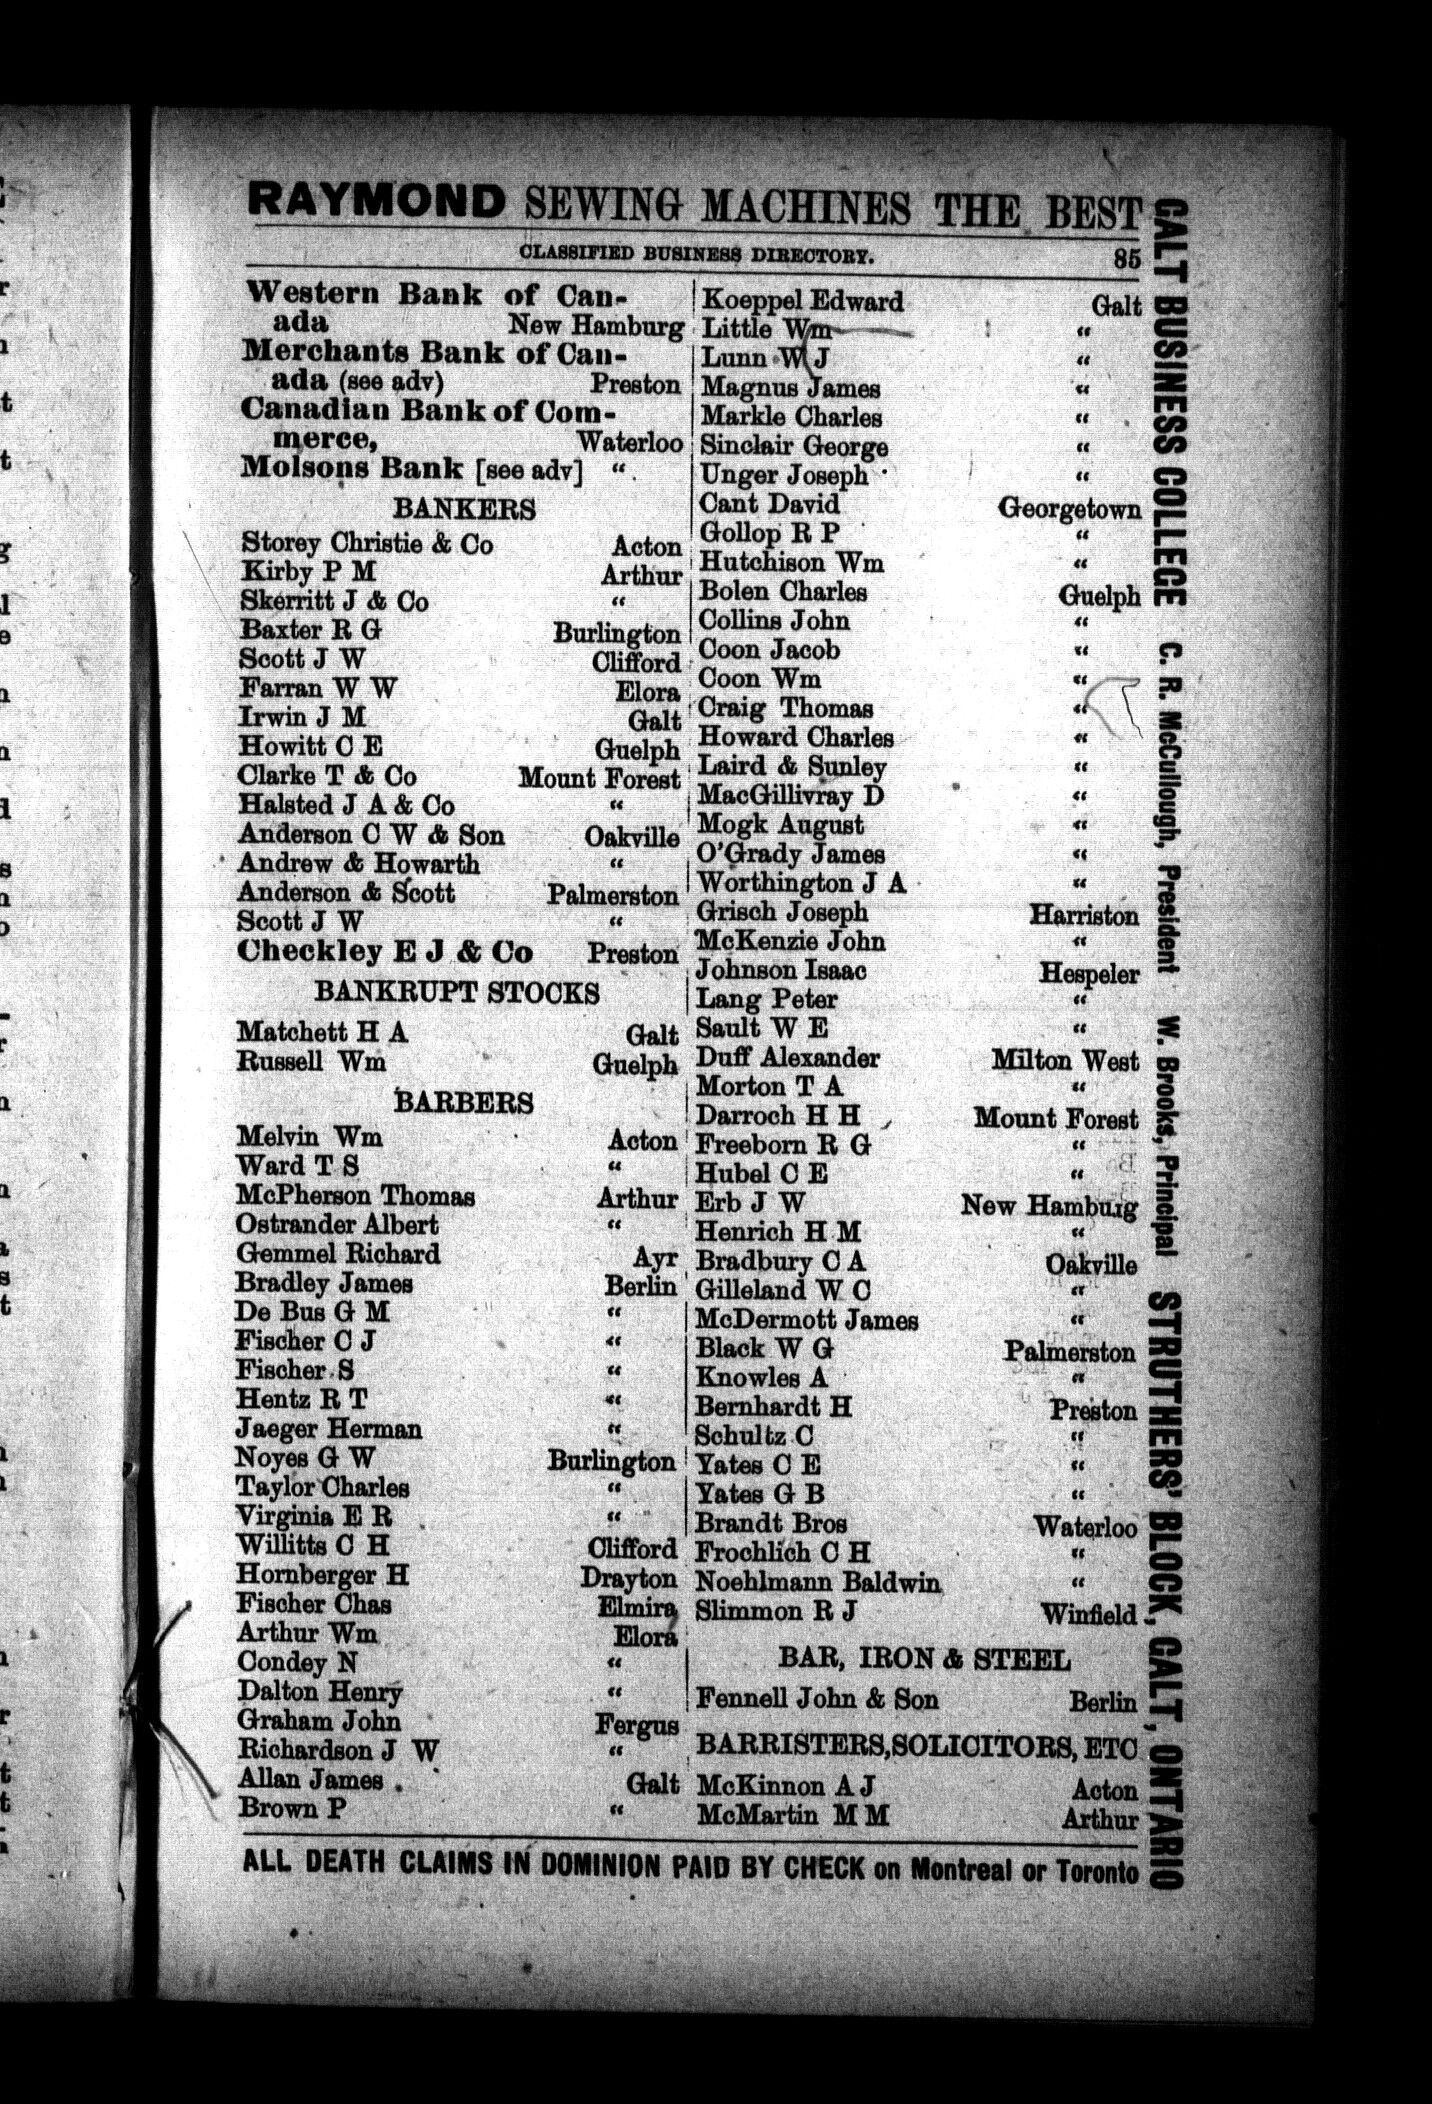 RAYMOND SEWING MACHINES THE BEST
CLASSIFIED BUSINESS DIRECTORY. 85
Western Bank of Can-
ada New Hamburg
Merchants Bank of Can-
ada (see adv) Preston
Canadian Bank of Com-
merce, Waterloo
Molsons Bank [see adv] “
BANKERS
Storey Christie & Co Acton
Kirby P M Arthur
Skerritt J & Co “
Baxter R G Burlington
Scott J W Clifford
Farran W W Elora
Irwin J M Galt
Howitt C E Guelph
Clarke T & Co Mount Forest
Halsted J A & Co “
Anderson C W & Son Oakville
Andrew & Howarth “
Anderson & Scott Palmerston
Scott J W “
Checkley E J & Co Preston
BANKRUPT STOCKS
Matchett H A Galt
Russell Wm Guelph
BARBERS
Melvin Wm Acton
Ward T S “
McPherson Thomas Arthur
Ostrander Albert “
Gemmel Richard Ayr
Bradley James Berlin
De Bus G M “
Fischer C J “
Fischer S “
Hentz R T “
Jaeger Herman “
Noyes G W Burlington
Taylor Charles “
Virginia E R “
Willitts C H Clifford
Hornberger H Drayton
Fischer Chas Elmira
Arthur Wm Elora
Condey N “
Dalton Henry “
Graham John Fergus
Richardson J W “
Allan James Galt
Brown P “
Koeppel Edward Galt
Little Wm “
Lunn W J “
Magnus James “
Markle Charles “
Sinclair George “
Unger Joseph “
Cant David Georgetown
Gollop R P “
Hutchison Wm “
Bolen Charles Guelph
Collins John “
Coon Jacob “
Coon Wm “
Craig Thomas “
Howard Charles “
Laird & Sunley “
MacGillivray D “
Mogk August “
O'Grady James “
Worthington J A “
Grisch Joseph Harriston
McKenzie John “
Johnson Isaac Hespeler
Lang Peter “
Sault W E “
Duff Alexander Milton West
Morton T A “
Darroch H H Mount Forest
Freeborn R G “
Hubel C E “
Erb J W New Hamburg
Henrich H M “
Bradbury C A Oakville
Gilleland W C “
McDermott James “
Black W G Palmerston
Knowles A “
Bernhardt H Preston
Schultz C “
Yates C E “
Yates G B “
Brandt Bros Waterloo
Frochlich C H “
Noehlmann Baldwin “
Slimmon R J Winfield
BAR, IRON & STEEL
Fennell John & Son Berlin
BARRISTERS, SOLICITORS, ETC
McKinnon A J Acton
McMartin M M Arthur
ALL DEATH CLAIMS IN DOMINION PAID BY CHECK on Montreal or Toronto
GALT BUSINESS COLLEGE C. R. McCullough, President W. Brooks, Principal STRUTHERS' BLOCK, GALT, ONTARIO